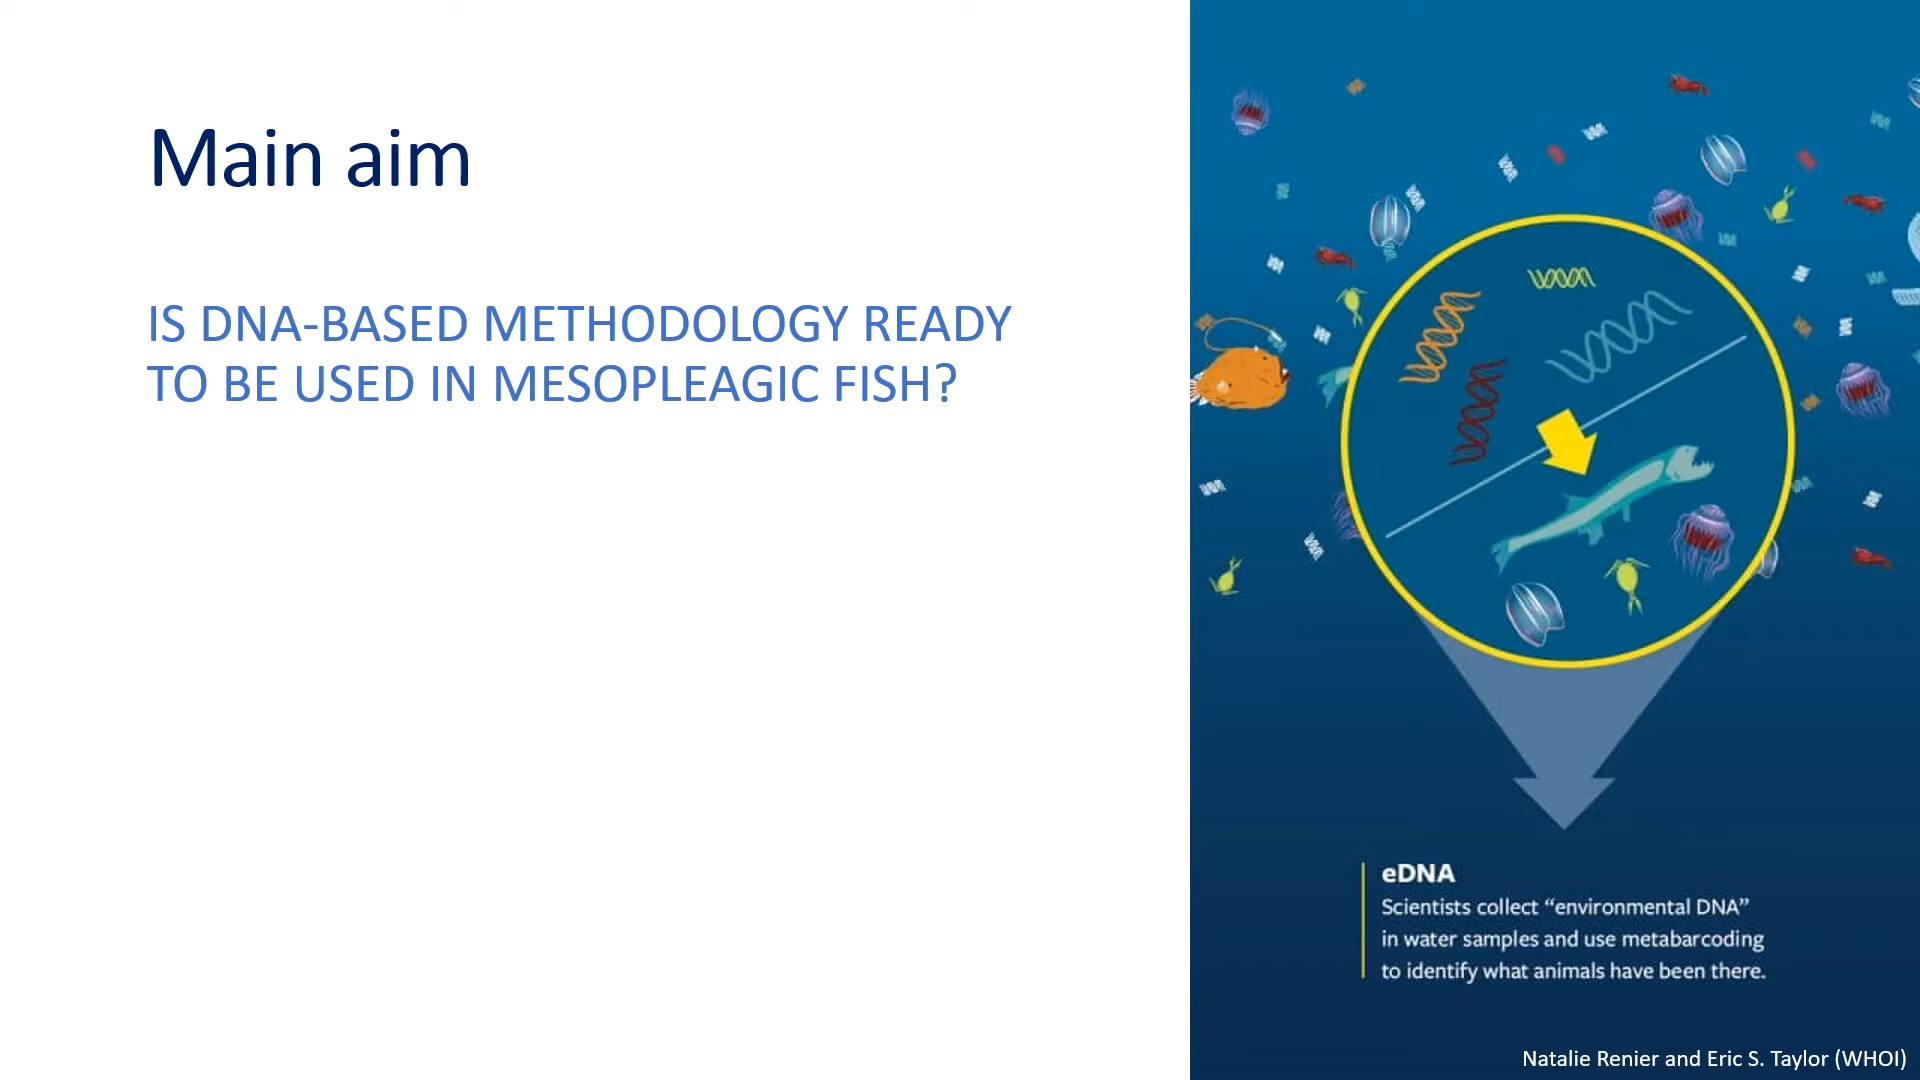 Main aim
IS DNA-BASED METHODOLOGY READY
TO BE USED IN MESOPLEAGIC FISH?
eDNA
Scientists collect “environmental DNA”
in water samples and use metabarcoding
to identify what animals have been there.
Natalie Renier and Eric S. Taylor (WHOI)